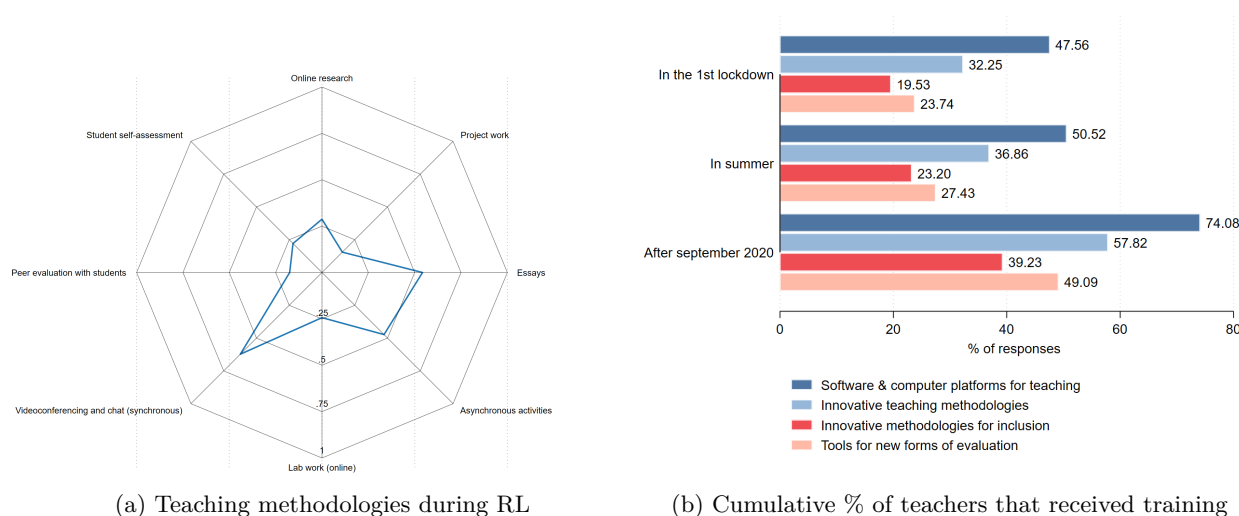 Online research
Student self-assessment
Project work
Peer evaluation with students
Essays
.25
.5
.75
1
Videoconferencing and chat (synchronous)
Asynchronous activities
Lab work (online)
(a) Teaching methodologies during RL
In the 1st lockdown
47.56
32.25
19.53
23.74
In summer
50.52
36.86
23.20
27.43
After september 2020
74.08
57.82
39.23
49.09
0 20 40 60 80
% of responses
Software & computer platforms for teaching
Innovative teaching methodologies
Innovative methodologies for inclusion
Tools for new forms of evaluation
(b) Cumulative % of teachers that received training